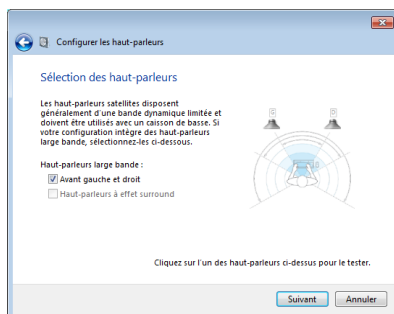 Configurer les haut-parleurs
Sélection des haut-parleurs
Les haut-parleurs satellites disposent
généralement d'une bande dynamique limitée et
doivent être utilisés avec un caisson de basse. Si
votre configuration intègre des haut-parleurs
large bande, sélectionnez-les ci-dessous.
Haut-parleurs large bande :
Avant gauche et droit
Haut-parleurs à effet surround
G D
Cliquez sur l'un des haut-parleurs ci-dessus pour le tester.
Suivant Annuler